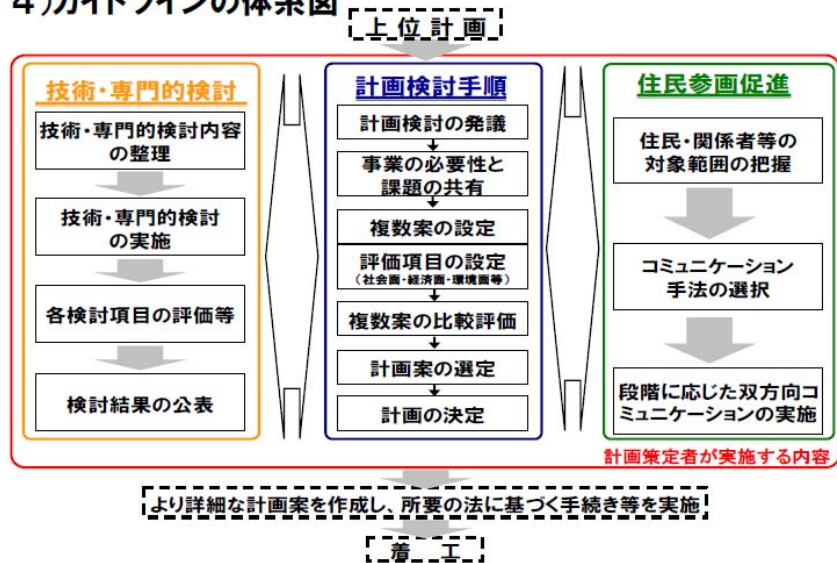 4)ガイドラインの体系図
上位計画
技術・専門的検討
技術・専門的検討内容
の整理
技術・専門的検討
の実施
各検討項目の評価等
検討結果の公表
計画検討手順
計画検討の発議
事業の必要性と
課題の共有
複数案の設定
評価項目の設定
（社会面・経済面・環境面等）
複数案の比較評価
計画案の選定
計画の決定
住民参画促進
住民・関係者等の
対象範囲の把握
コミュニケーション
手法の選択
段階に応じた双方向コ
ミュニケーションの実施
計画策定者が実施する内容
より詳細な計画案を作成し、所要の法に基づく手続き等を実施
着 工